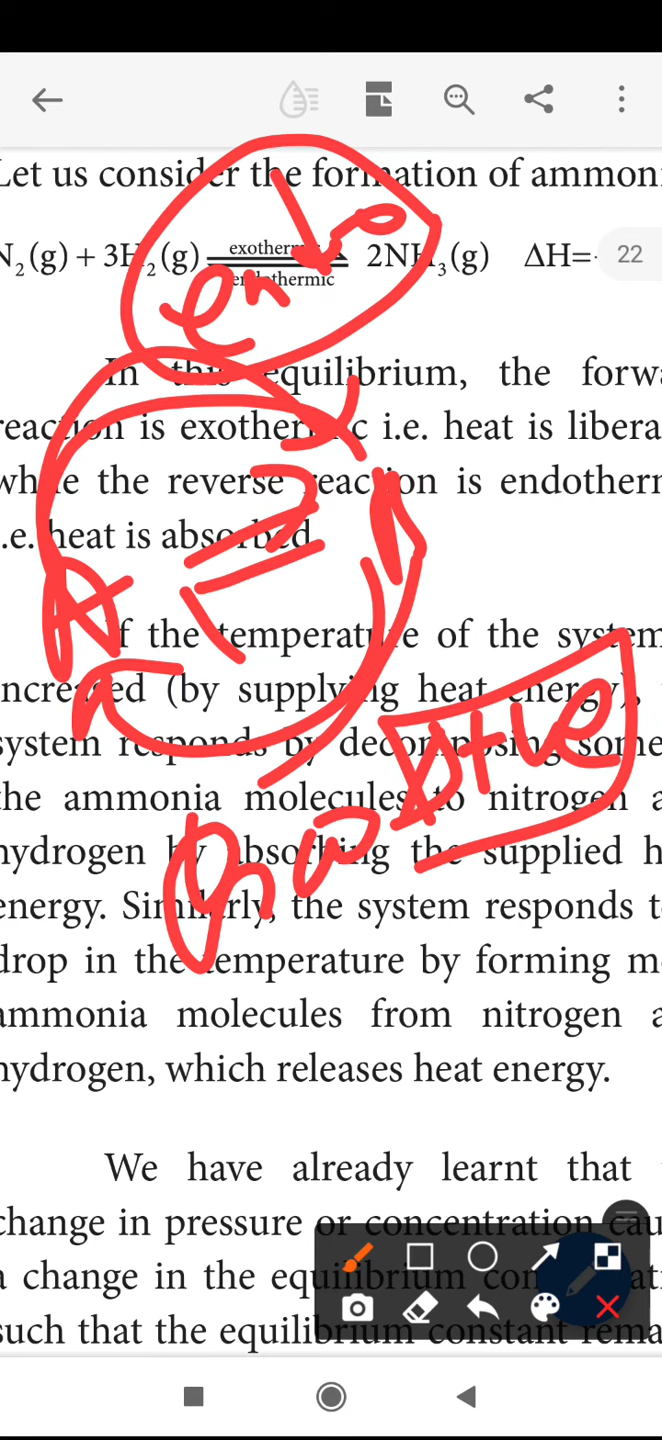 Let us consider the formation of ammoni
N₂(g) + 3H₂(g) exothermic endothermic 2NH₃(g) ΔH=- 22
In this equilibrium, the forwa
reaction is exothermic i.e. heat is libera
while the reverse reaction is endotherm
i.e. heat is absorbed.
If the temperature of the system
increased (by supplying heat energy),
system responds by decomposing some
the ammonia molecules to nitrogen a
hydrogen by absorbing the supplied h
energy. Similarly, the system responds t
drop in the temperature by forming m
ammonia molecules from nitrogen a
hydrogen, which releases heat energy.
We have already learnt that
change in pressure or concentration cau
a change in the equilibrium
such that the equilibrium constant rema
A
B
+ve